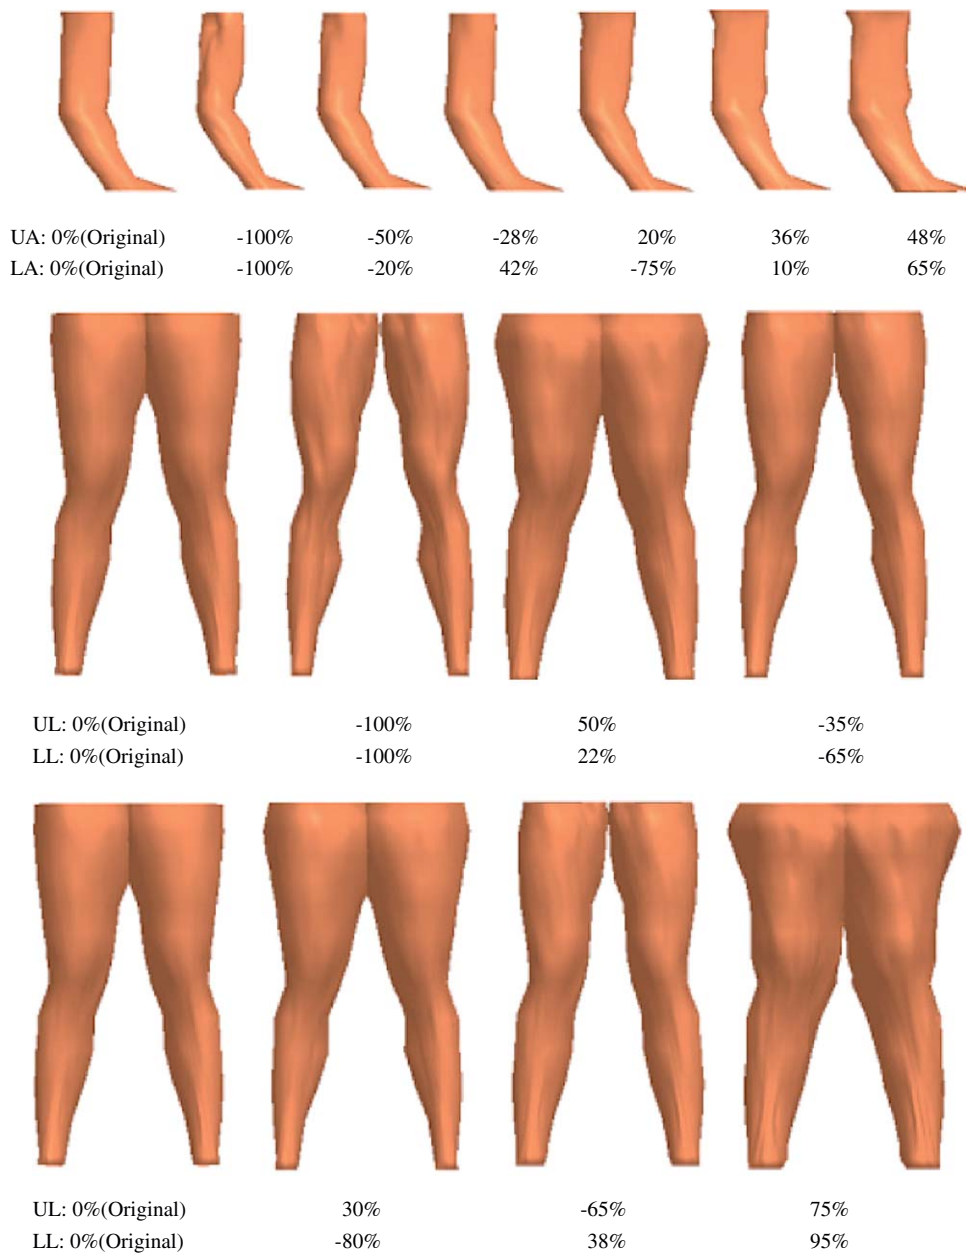 UA: 0%(Original) -100% -50% -28% 20% 36% 48%
LA: 0%(Original) -100% -20% 42% -75% 10% 65%
UL: 0%(Original) -100% 50% -35%
LL: 0%(Original) -100% 22% -65%
UL: 0%(Original) 30% -65% 75%
LL: 0%(Original) -80% 38% 95%